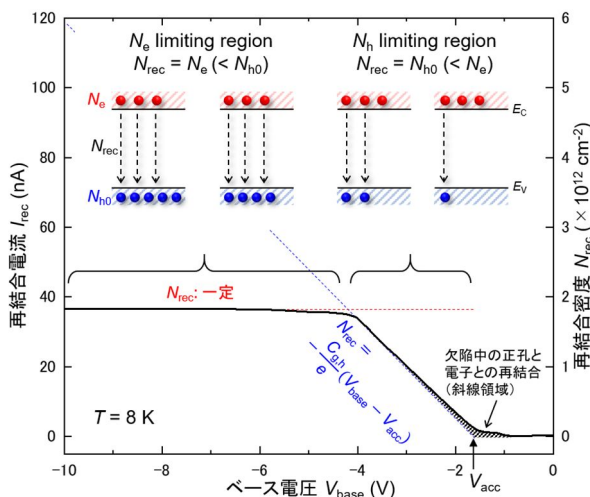 N_e limiting region
N_rec = N_e (< N_h0)
N_h limiting region
N_rec = N_h0 (< N_e)
N_e
N_rec
N_h0
E_C
E_V
N_rec: 一定
N_rec =
-C_g,h/e (V_base − V_acc)
欠陥中の正孔と
電子との再結合
(斜線領域)
T = 8 K
V_acc
120
100
80
60
40
20
0
再結合電流 I_rec (nA)
6
5
4
3
2
1
0
再結合密度 N_rec (× 10^12 cm^-2)
-10
-8
-6
-4
-2
0
ベース電圧 V_base (V)